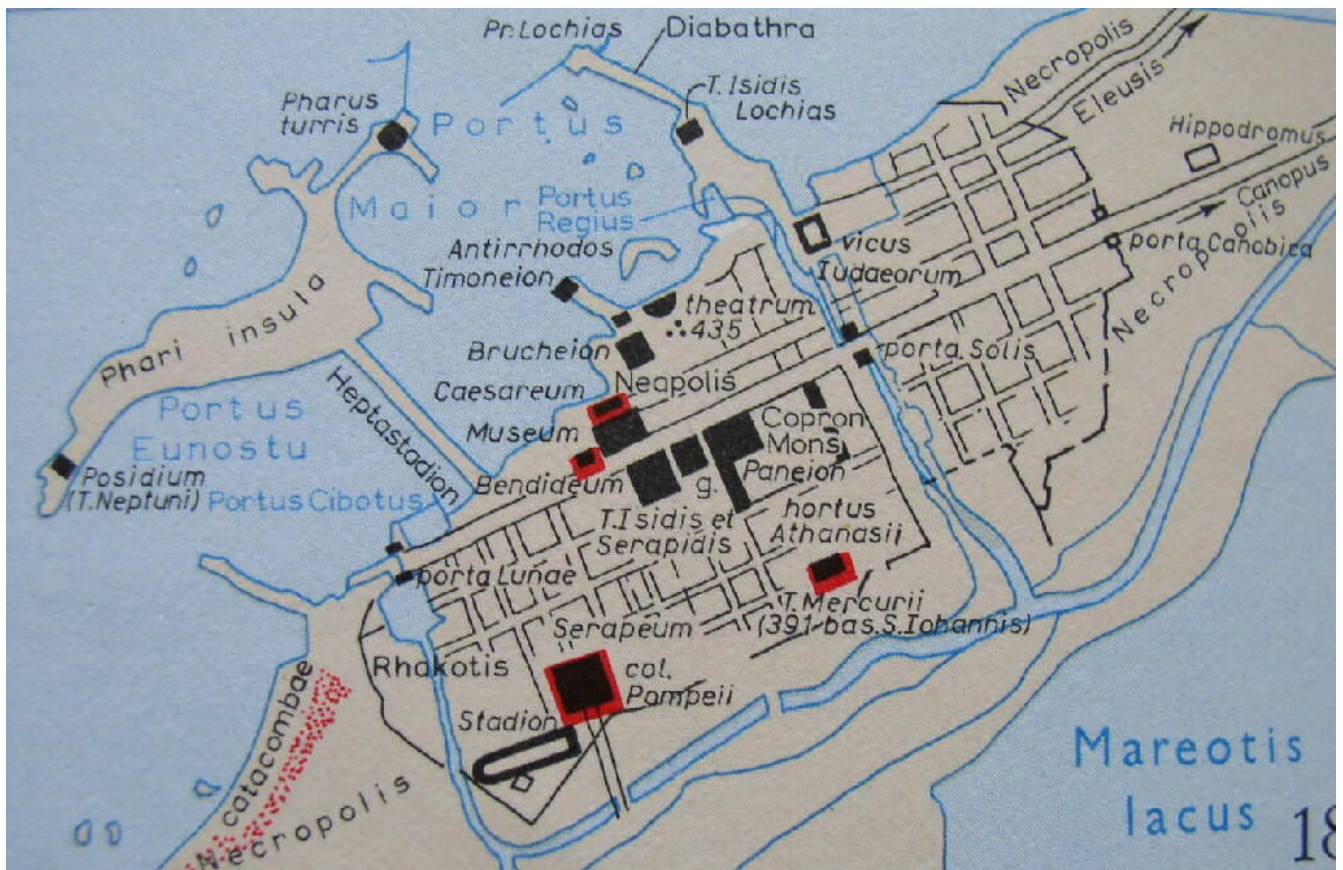 Pr. Lochias
Diabathra
Pharus
turris
Portus
T. Isidis
Lochias
Necropolis
Eleusis
Hippodromus
Maior
Portus
Regius
Canopus
Necropolis
porta Canobica
Antirrhodos
Timoneion
vicus
Iudaeorum
theatrum
435
Phari insula
Brucheion
porta Solis
Caesareum
Neapolis
Heptastadion
Portus
Eunostu
Museum
Copron
Mons
Paneion
Posidium
(T. Neptuni)
Portus Cibotus
Bendideum
g.
T. Isidis et
Serapidis
hortus
Athanasii
porta Lunae
T. Mercurii
(391 bas. S. Iohannis)
Serapeum
Rhakotis
col.
Pompeii
Stadion
catacombae
Necropolis
Mareotis
lacus
18